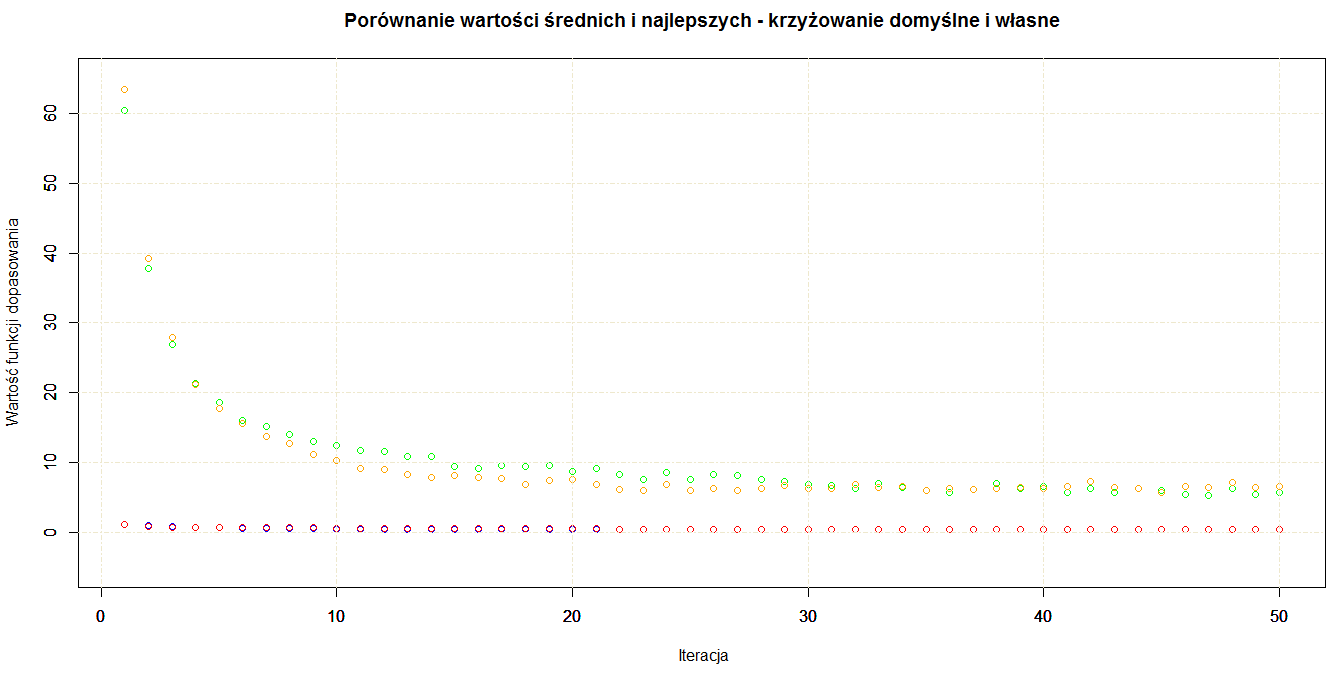 Porównanie wartości średnich i najlepszych - krzyżowanie domyślne i własne
Wartość funkcji dopasowania
60
50
40
30
20
10
0
0 10 20 30 40 50
Iteracja